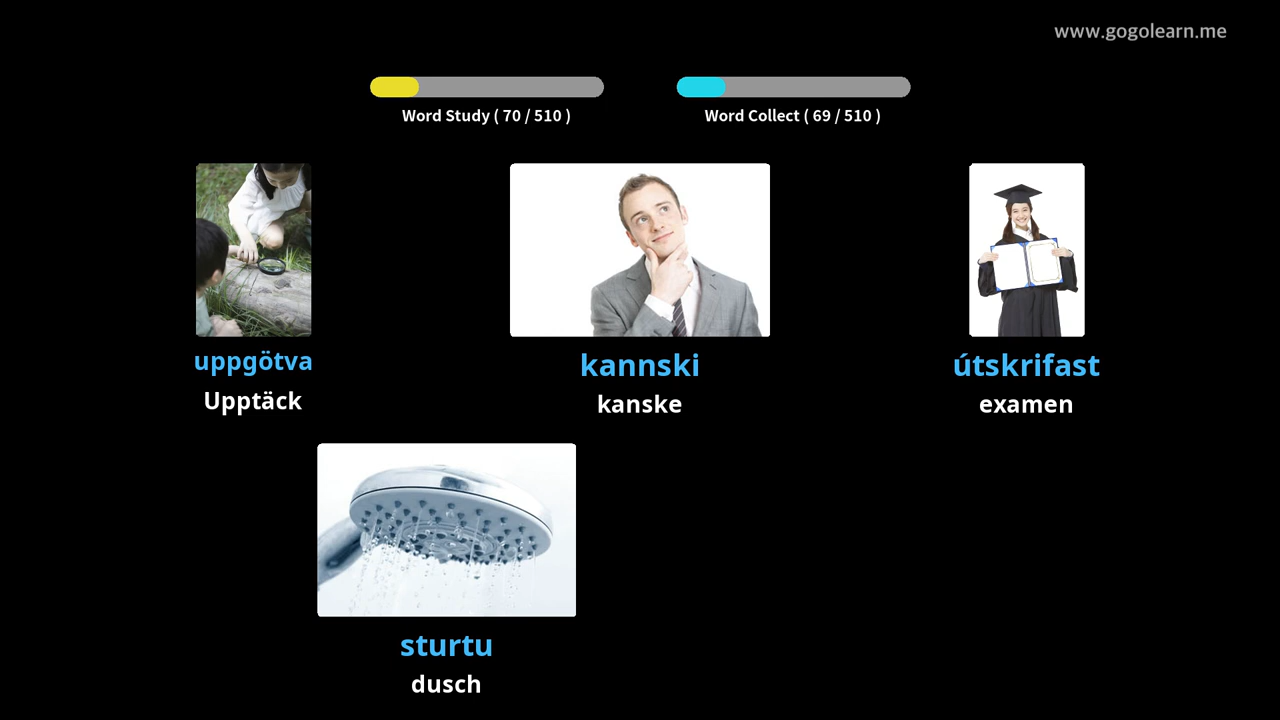 www.gogolearn.me
Word Study ( 70 / 510 )
Word Collect ( 69 / 510 )
uppgötva
Upptäck
kannski
kanske
útskrifast
examen
sturtu
dusch